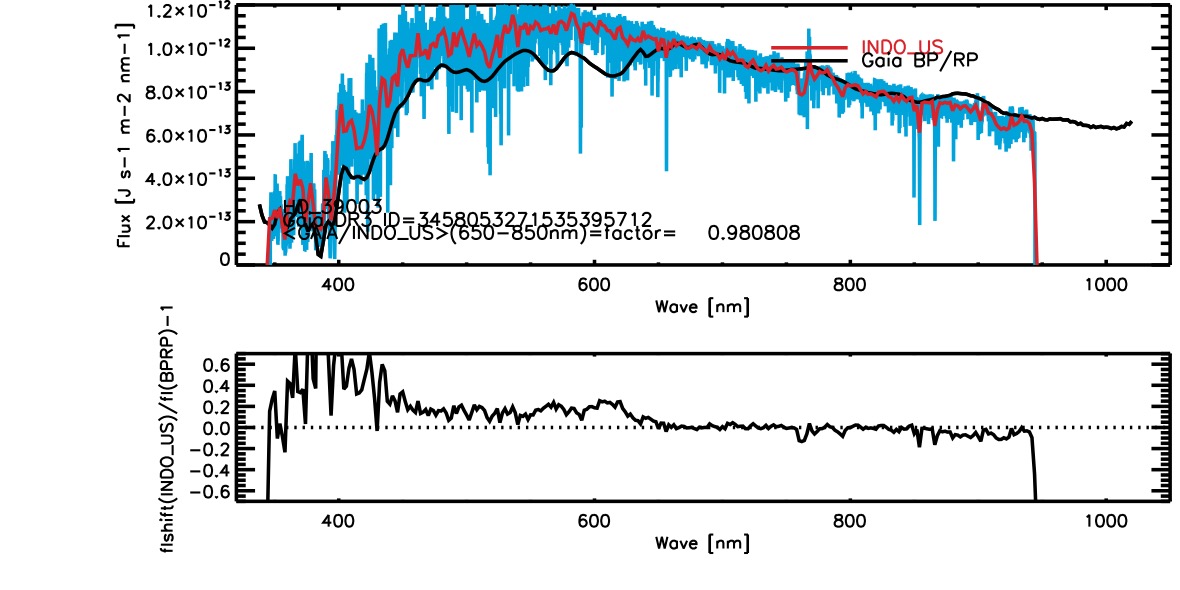 1.2×10−12
1.0×10−12
8.0×10−13
6.0×10−13
4.0×10−13
2.0×10−13
0
Flux [J s−1 m−2 nm−1]
INDO_US
Gaia BP/RP
HD_39003
Gaia DR3 ID=3458053271535395712
<GAIA/INDO_US>(650−850nm)=factor= 0.980808
400 600 800 1000
Wave [nm]
flshift(INDO_US)/fl(BPRP)−1
0.6
0.4
0.2
0.0
−0.2
−0.4
−0.6
400 600 800 1000
Wave [nm]